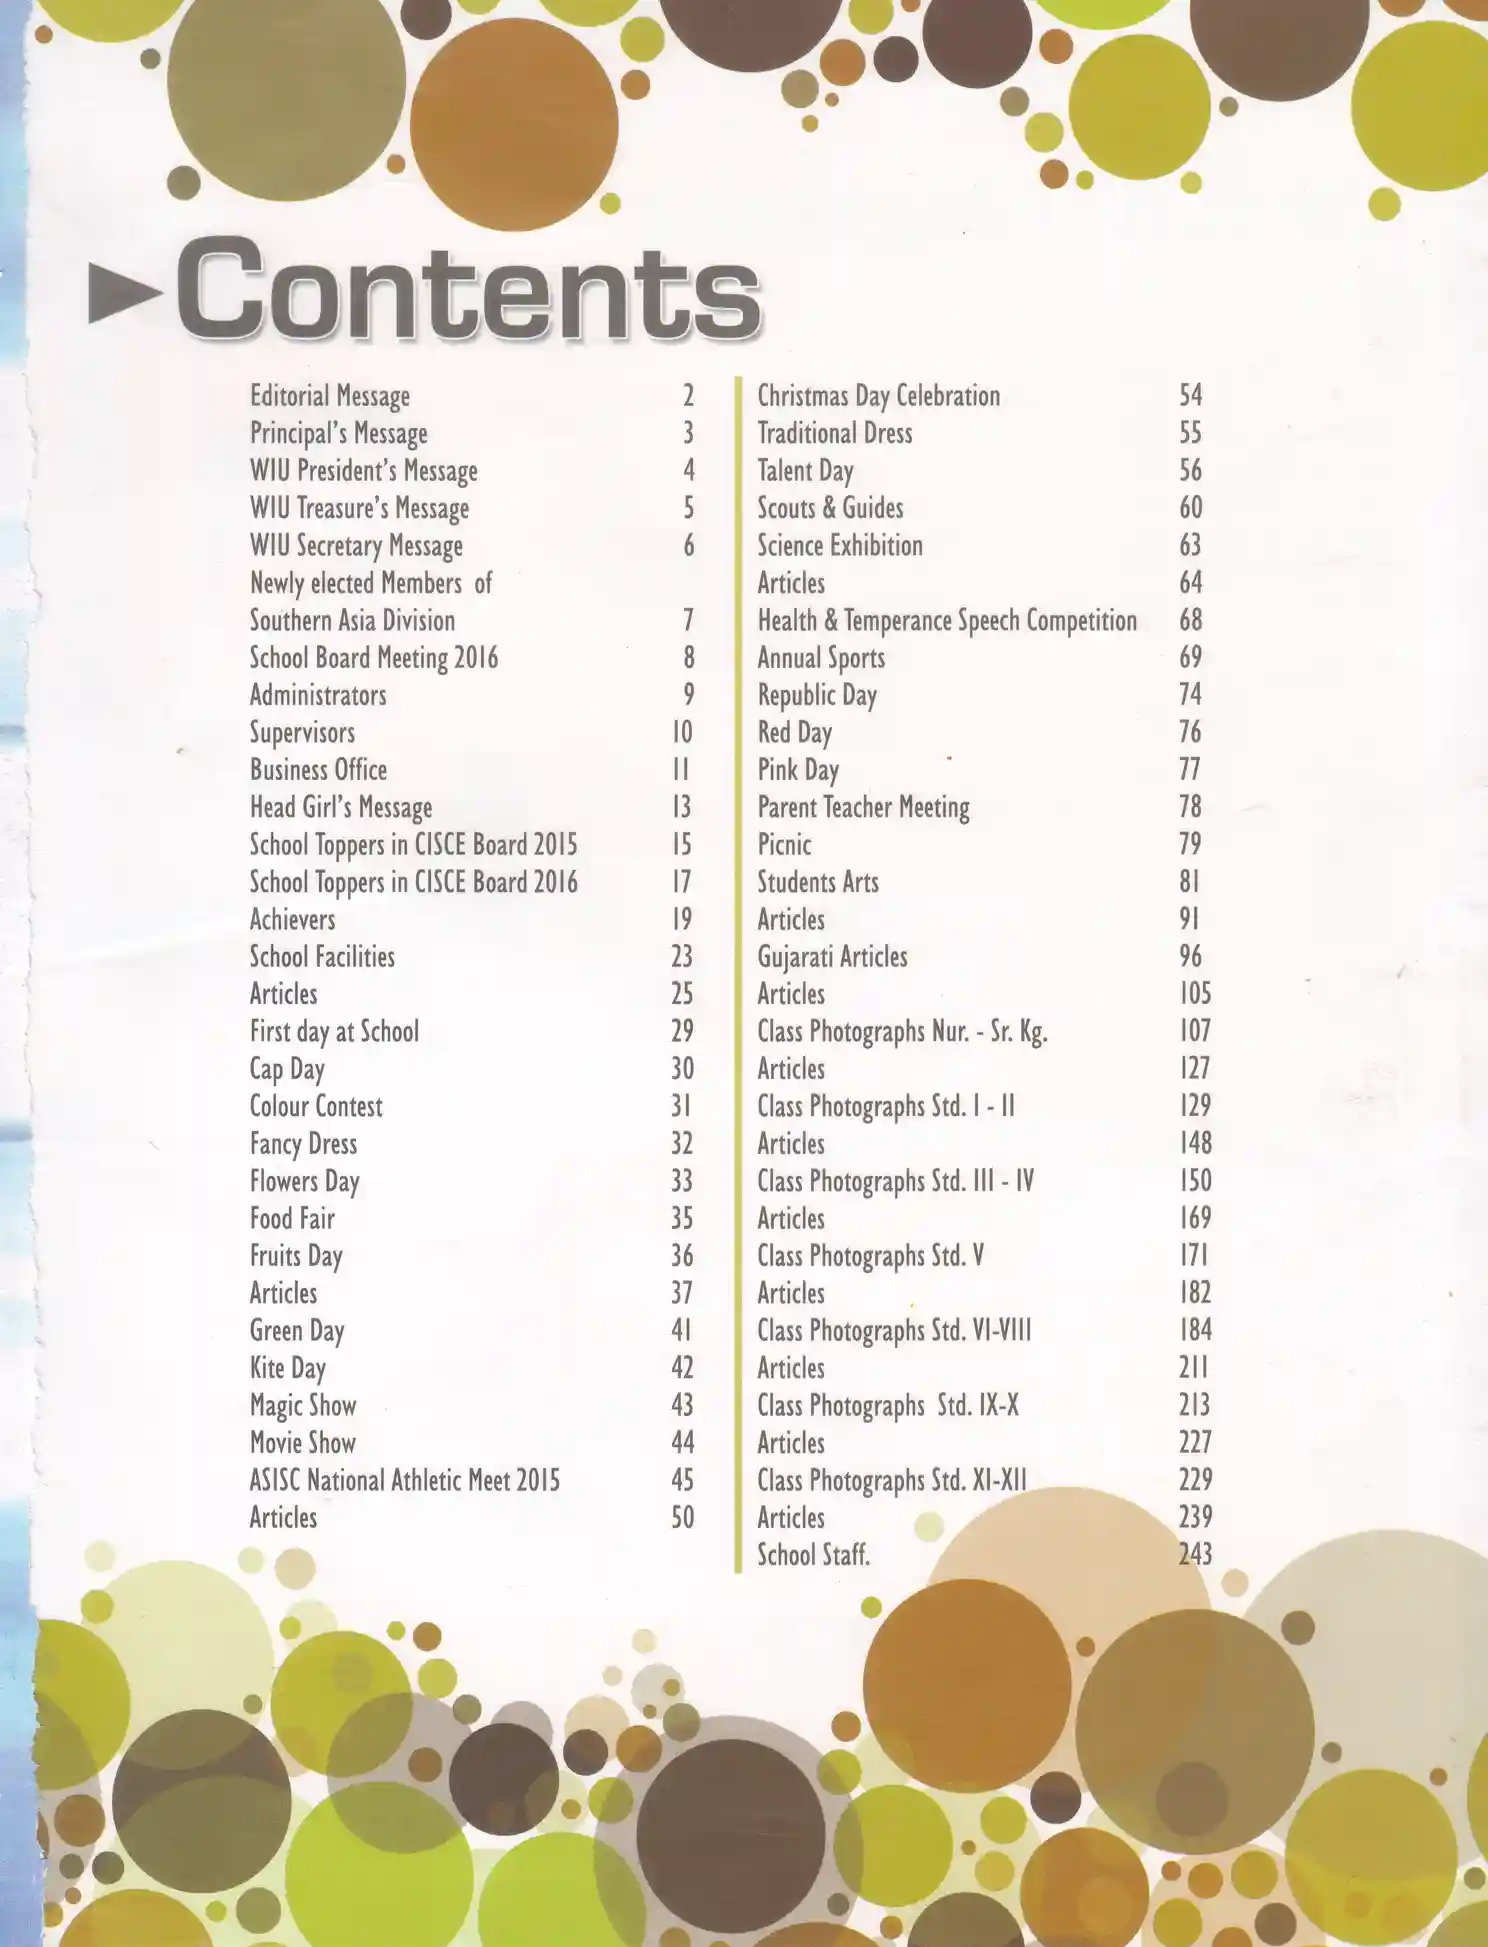 Contents
Editorial Message 2
Principal's Message 3
WIU President's Message 4
WIU Treasure's Message 5
WIU Secretary Message 6
Newly elected Members of
Southern Asia Division 7
School Board Meeting 2016 8
Administrators 9
Supervisors 10
Business Office 11
Head Girl's Message 13
School Toppers in CISCE Board 2015 15
School Toppers in CISCE Board 2016 17
Achievers 19
School Facilities 23
Articles 25
First day at School 29
Cap Day 30
Colour Contest 31
Fancy Dress 32
Flowers Day 33
Food Fair 35
Fruits Day 36
Articles 37
Green Day 41
Kite Day 42
Magic Show 43
Movie Show 44
ASISC National Athletic Meet 2015 45
Articles 50
Christmas Day Celebration 54
Traditional Dress 55
Talent Day 56
Scouts & Guides 60
Science Exhibition 63
Articles 64
Health & Temperance Speech Competition 68
Annual Sports 69
Republic Day 74
Red Day 76
Pink Day 77
Parent Teacher Meeting 78
Picnic 79
Students Arts 81
Articles 91
Gujarati Articles 96
Articles 105
Class Photographs Nur. - Sr. Kg. 107
Articles 127
Class Photographs Std. I - II 129
Articles 148
Class Photographs Std. III - IV 150
Articles 169
Class Photographs Std. V 171
Articles 182
Class Photographs Std. VI-VIII 184
Articles 211
Class Photographs Std. IX-X 213
Articles 227
Class Photographs Std. XI-XII 229
Articles 239
School Staff. 243